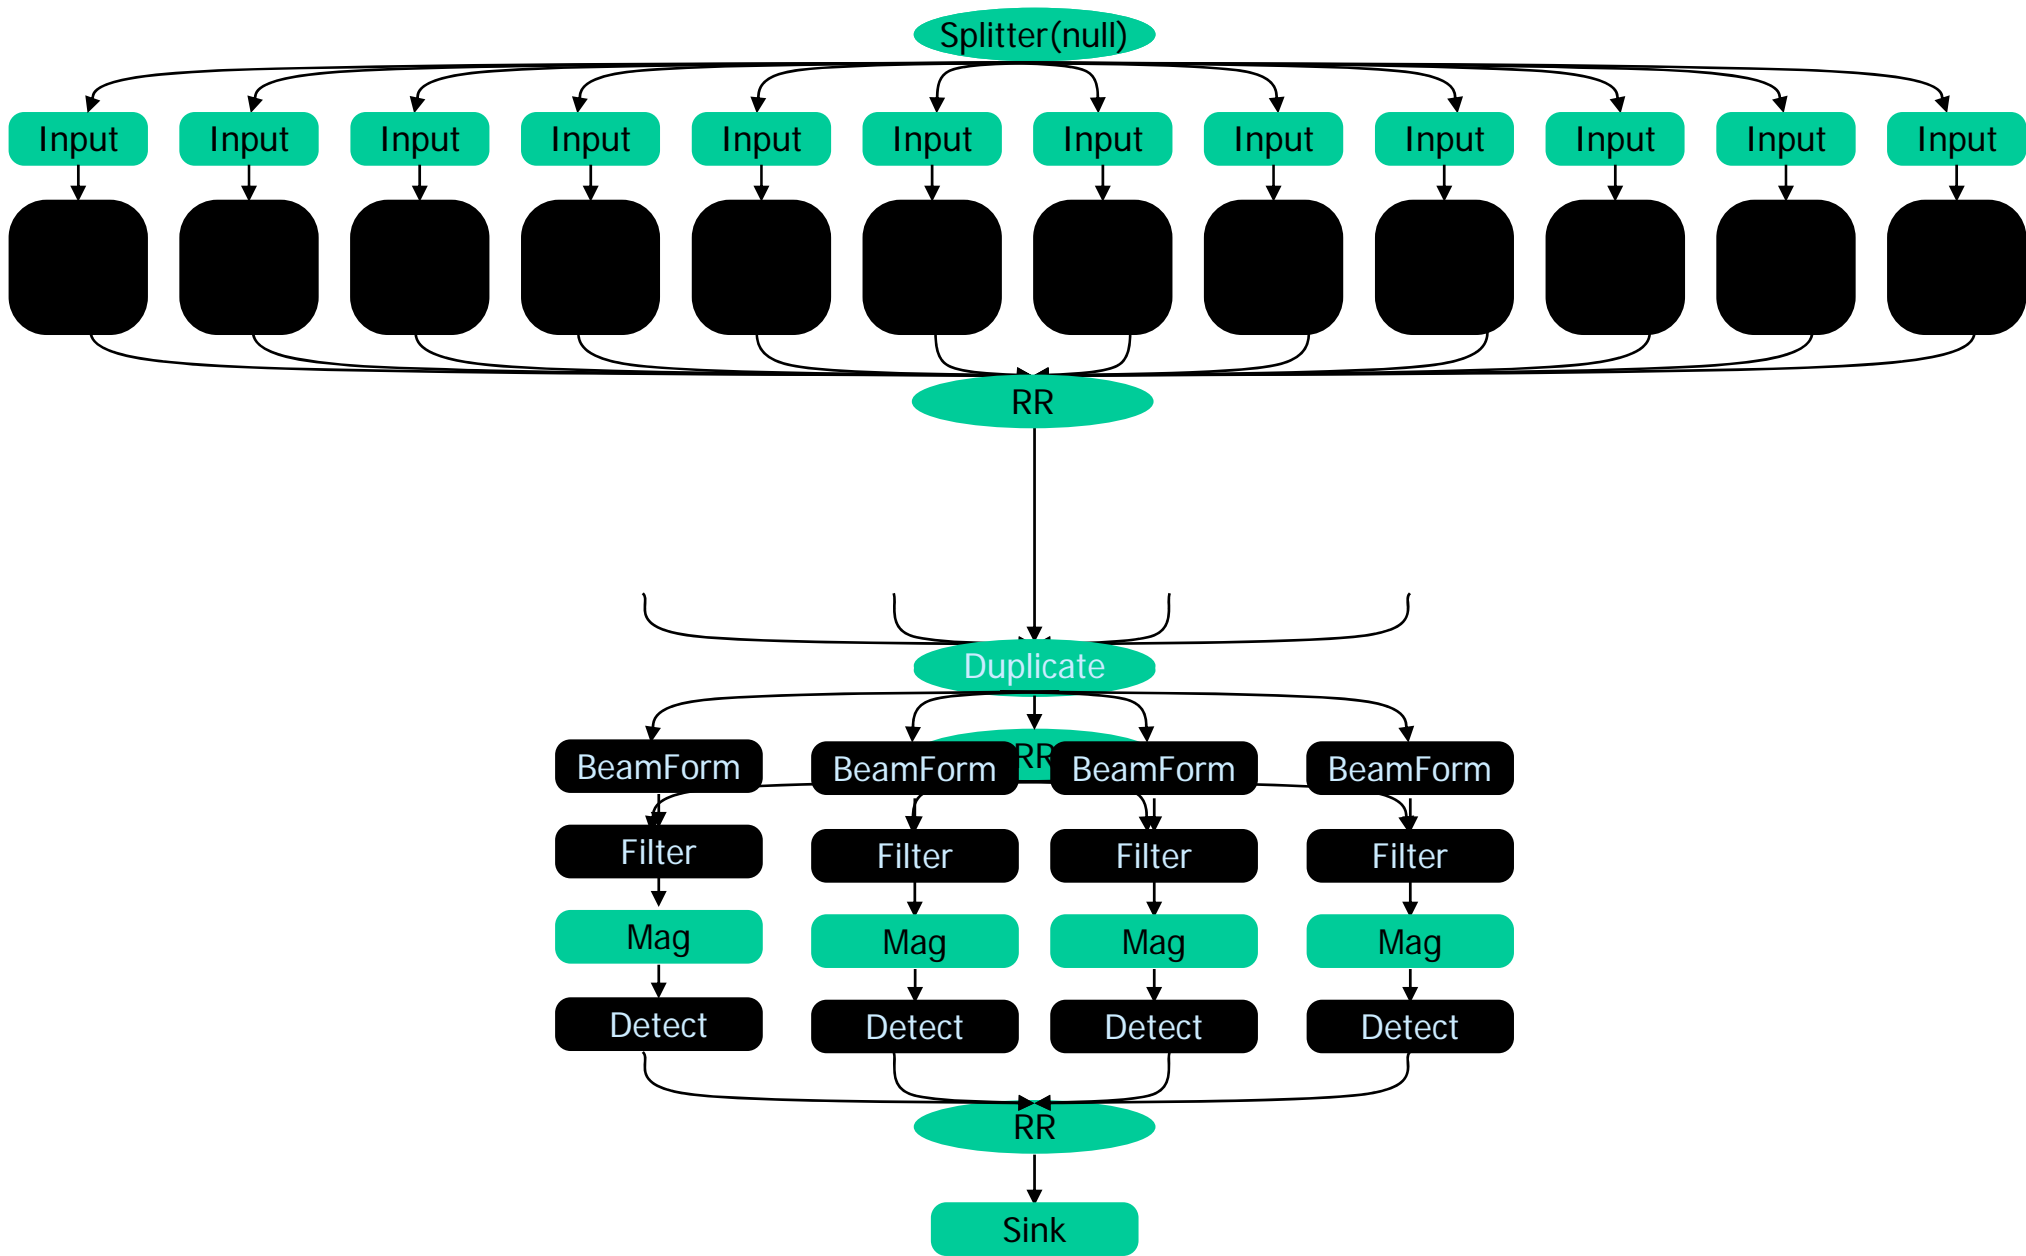 Splitter(null)
Input Input Input Input Input Input Input Input Input Input Input Input
RR
Duplicate
RR
BeamForm BeamForm BeamForm BeamForm
Filter Filter Filter Filter
Mag Mag Mag Mag
Detect Detect Detect Detect
RR
Sink